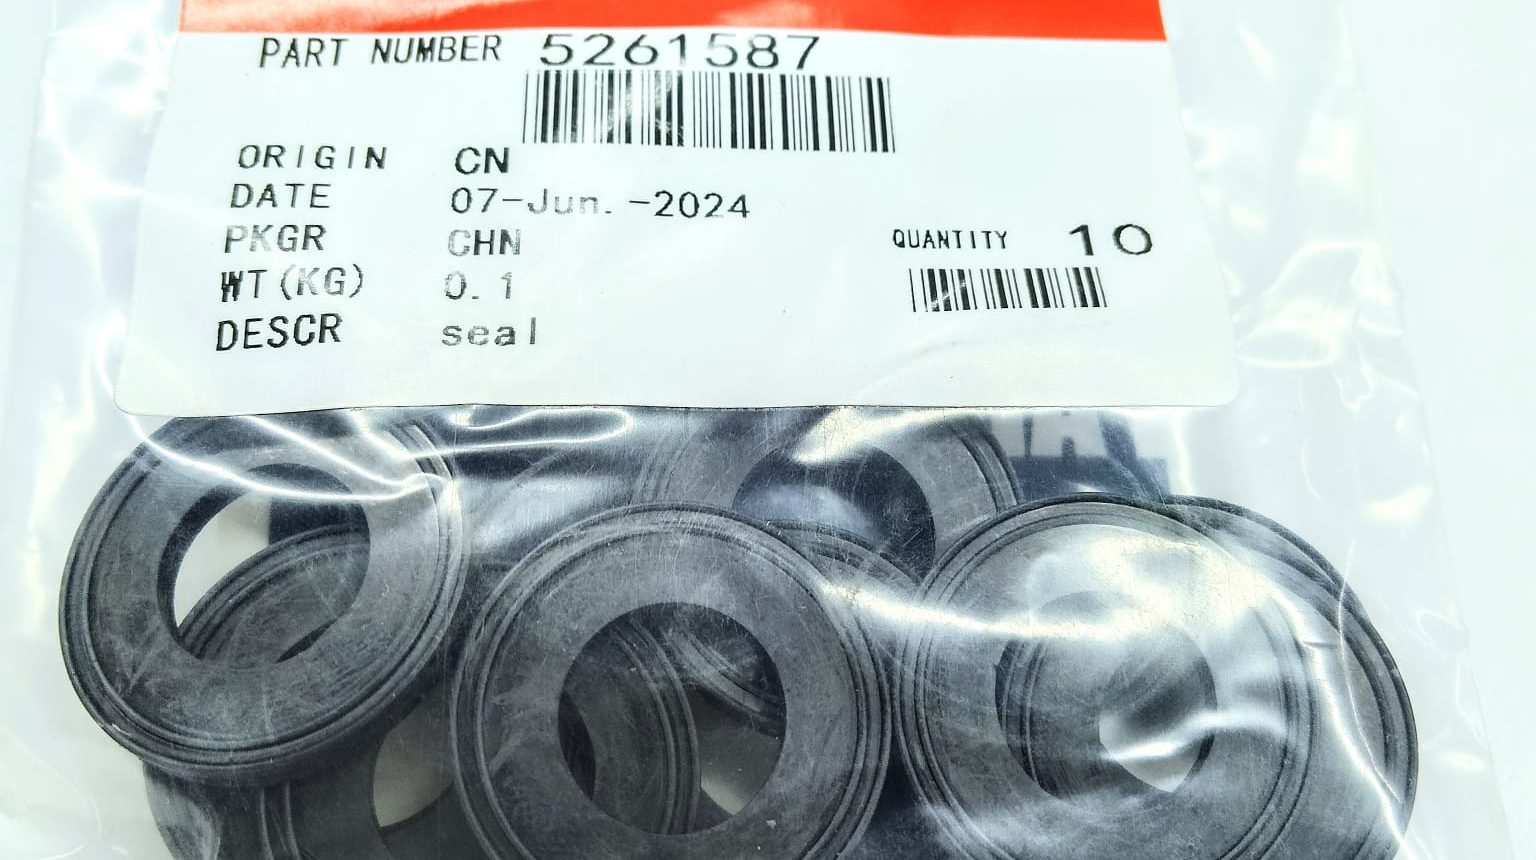 PART NUMBER 5261587
ORIGIN CN
DATE 07-Jun.-2024
PKGR CHN
QUANTITY 10
WT(KG) 0.1
DESCR seal